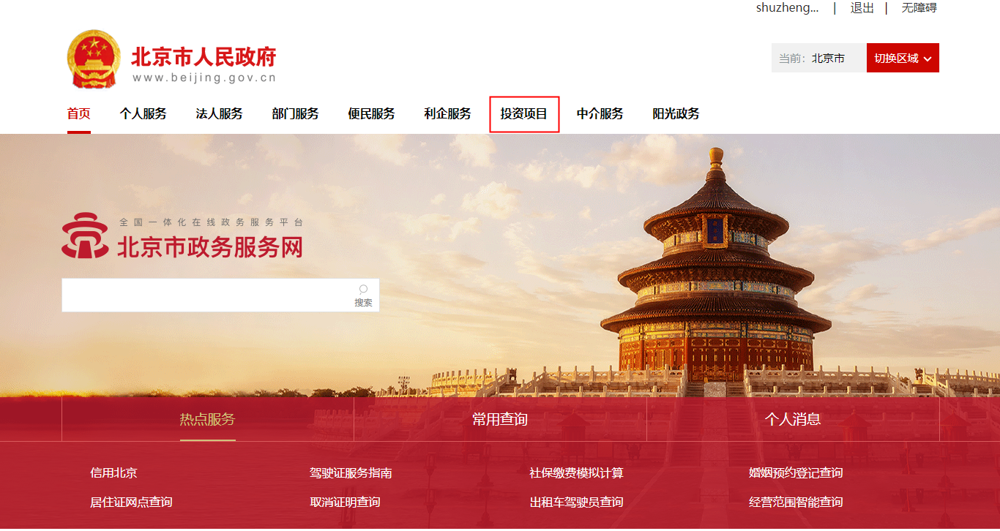 shuzheng... | 退出 | 无障碍
北京市人民政府
www.beijing.gov.cn
当前: 北京市 切换区域
首页 个人服务 法人服务 部门服务 便民服务 利企服务 投资项目 中介服务 阳光政务
全国一体化在线政务服务平台
北京市政务服务网
搜索
热点服务 常用查询 个人消息
信用北京 驾驶证服务指南 社保缴费模拟计算 婚姻预约登记查询
居住证网点查询 取消证明查询 出租车驾驶员查询 经营范围智能查询